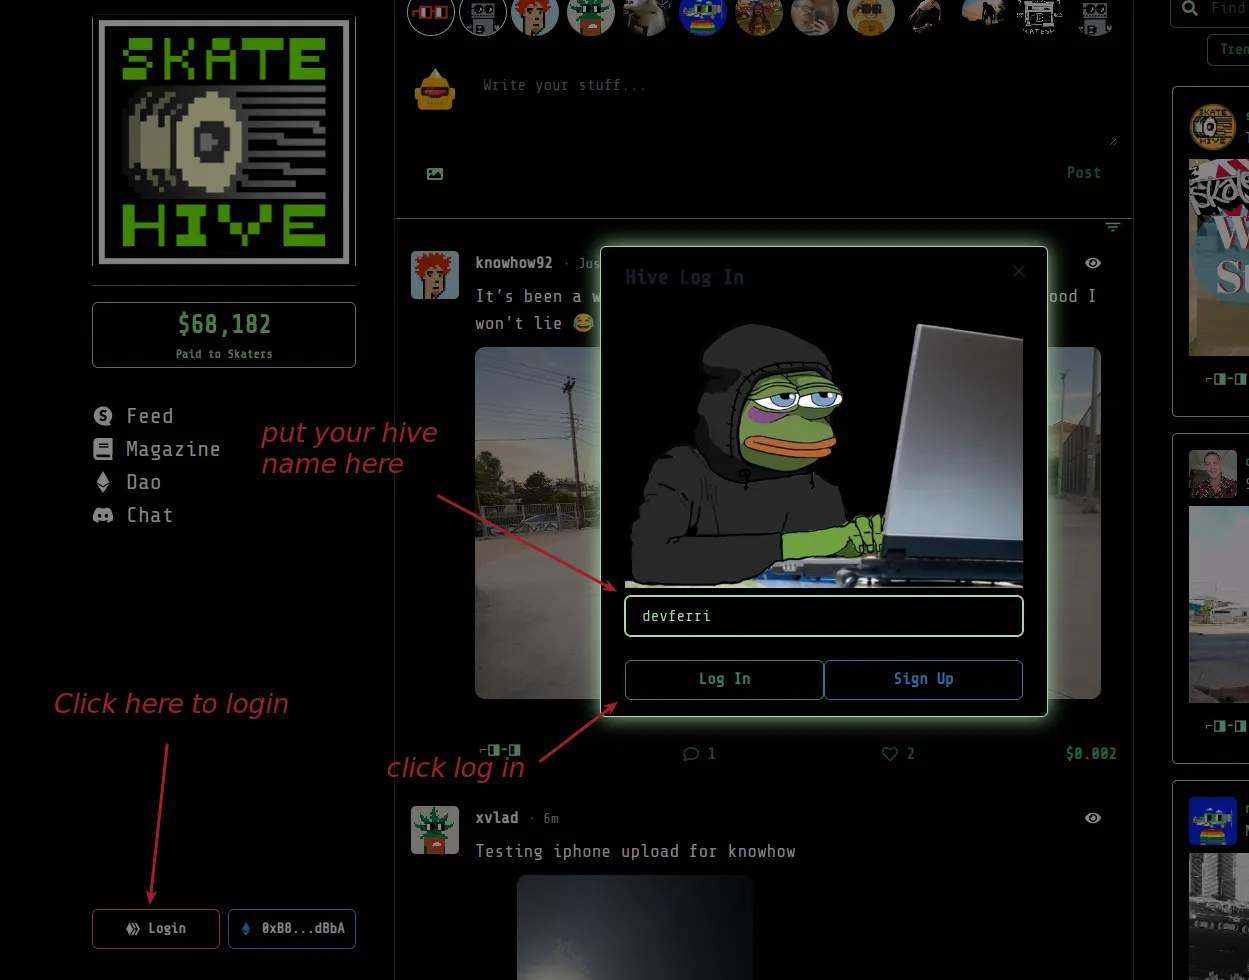 SKATE
HIVE
$68,182
Paid to Skaters
Feed
Magazine
Dao
Chat
put your hive
name here
Click here to login
Login
0xB8...dBbA
Write your stuff...
Post
knowhow92 · Jus
It's been a w
ood I
won't lie 😂
Hive Log In
devferri
Log In
Sign Up
click log in
1
2
$0.002
xvlad · 6m
Testing iphone upload for knowhow
Find
Tren
SKATE
HIVE
W
St